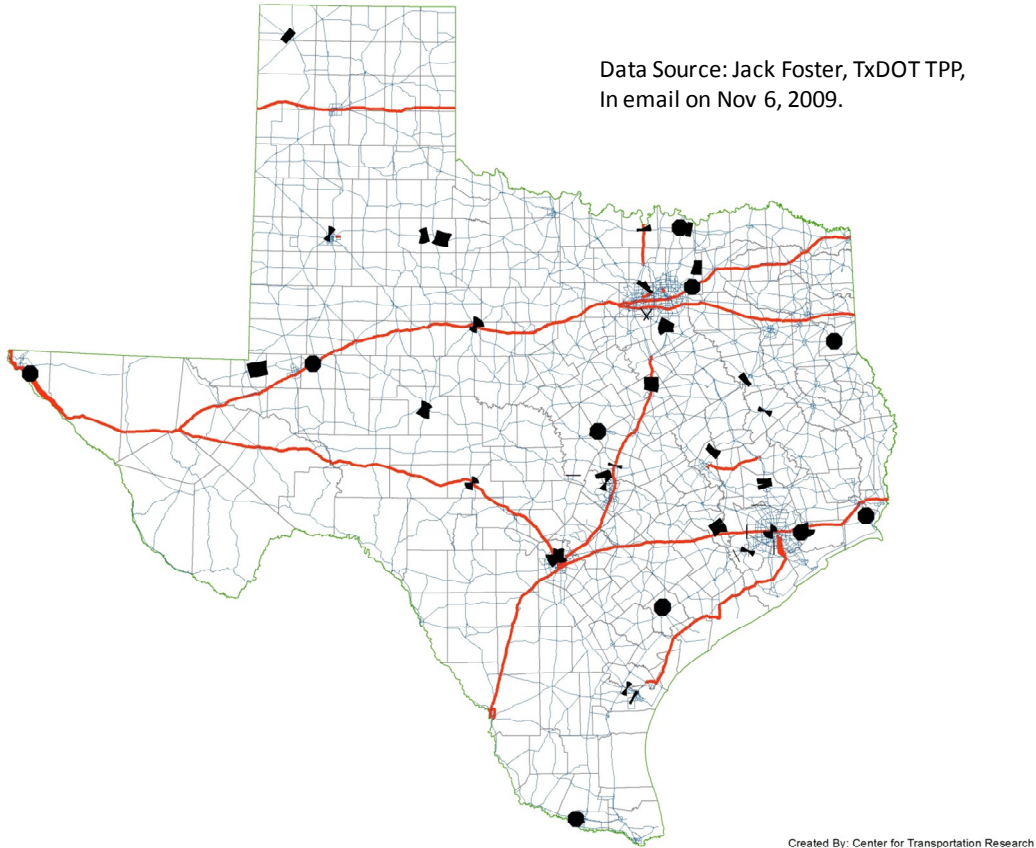 Data Source: Jack Foster, TxDOT TPP,
In email on Nov 6, 2009.
Created By: Center for Transportation Research